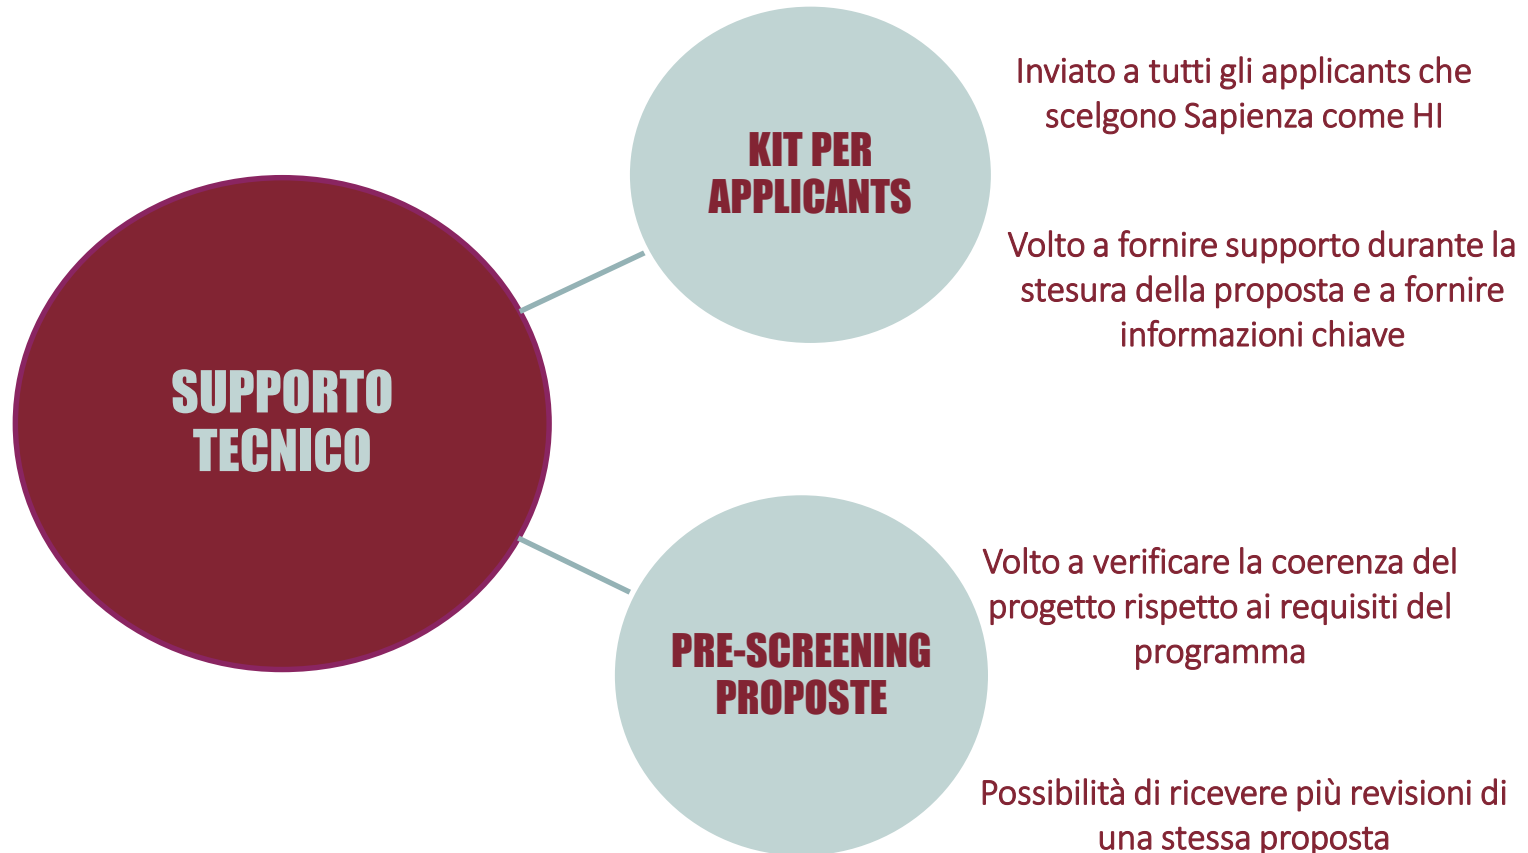 SUPPORTO
TECNICO
KIT PER
APPLICANTS
Inviato a tutti gli applicants che
scelgono Sapienza come HI
Volto a fornire supporto durante la
stesura della proposta e a fornire
informazioni chiave
PRE-SCREENING
PROPOSTE
Volto a verificare la coerenza del
progetto rispetto ai requisiti del
programma
Possibilità di ricevere più revisioni di
una stessa proposta